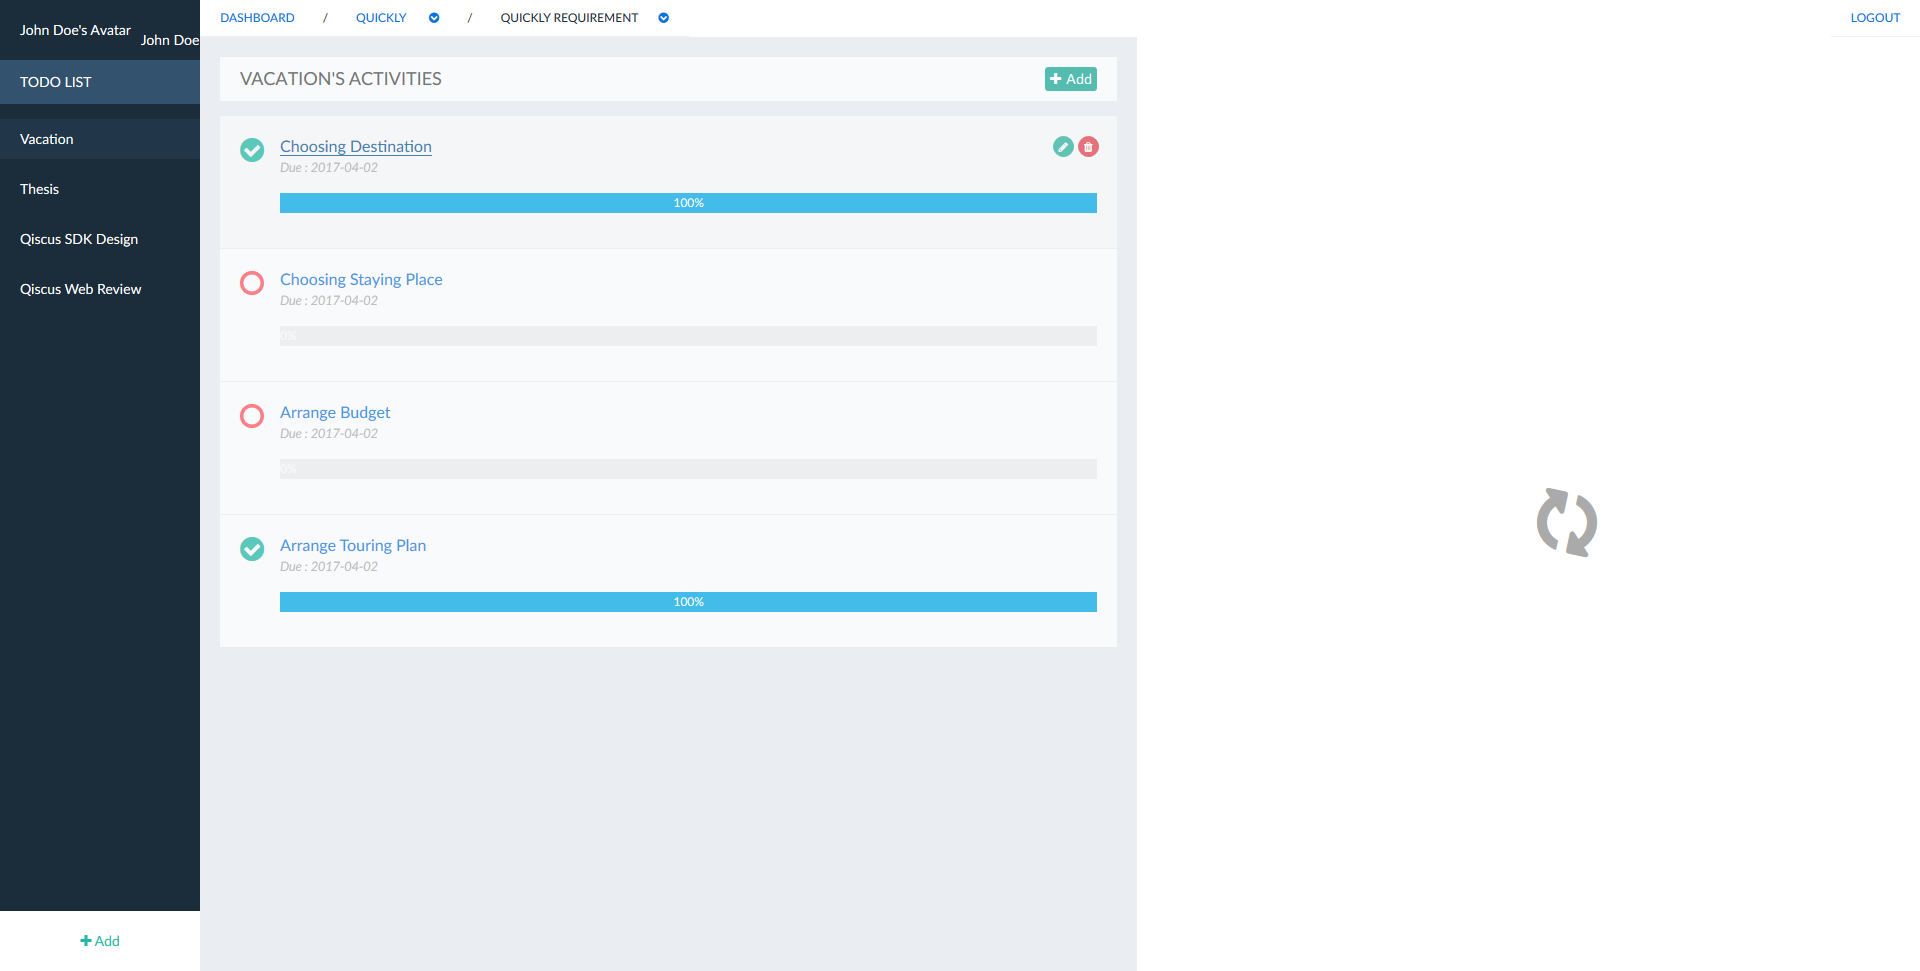 John Doe's Avatar
John Doe
TODO LIST
Vacation
Thesis
Qiscus SDK Design
Qiscus Web Review
Add
DASHBOARD / QUICKLY / QUICKLY REQUIREMENT
LOGOUT
VACATION'S ACTIVITIES
Add
Choosing Destination
Due : 2017-04-02
100%
Choosing Staying Place
Due : 2017-04-02
0%
Arrange Budget
Due : 2017-04-02
0%
Arrange Touring Plan
Due : 2017-04-02
100%